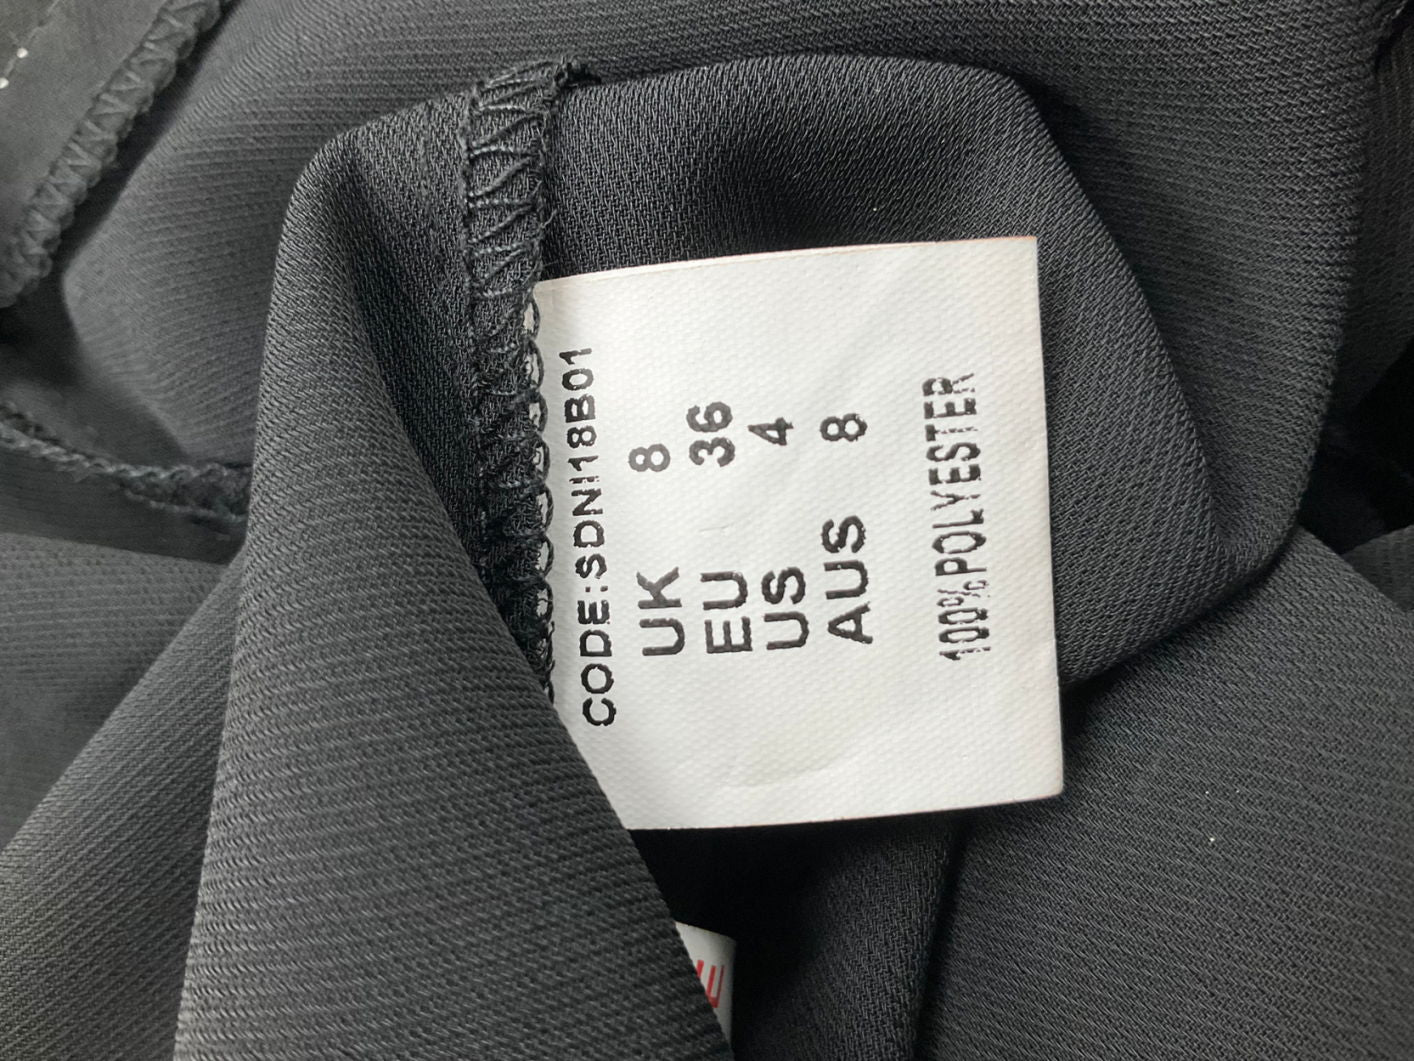 CODE:SDNI18B01
UK 8
EU 36
US 4
AUS 8
100%POLYESTER